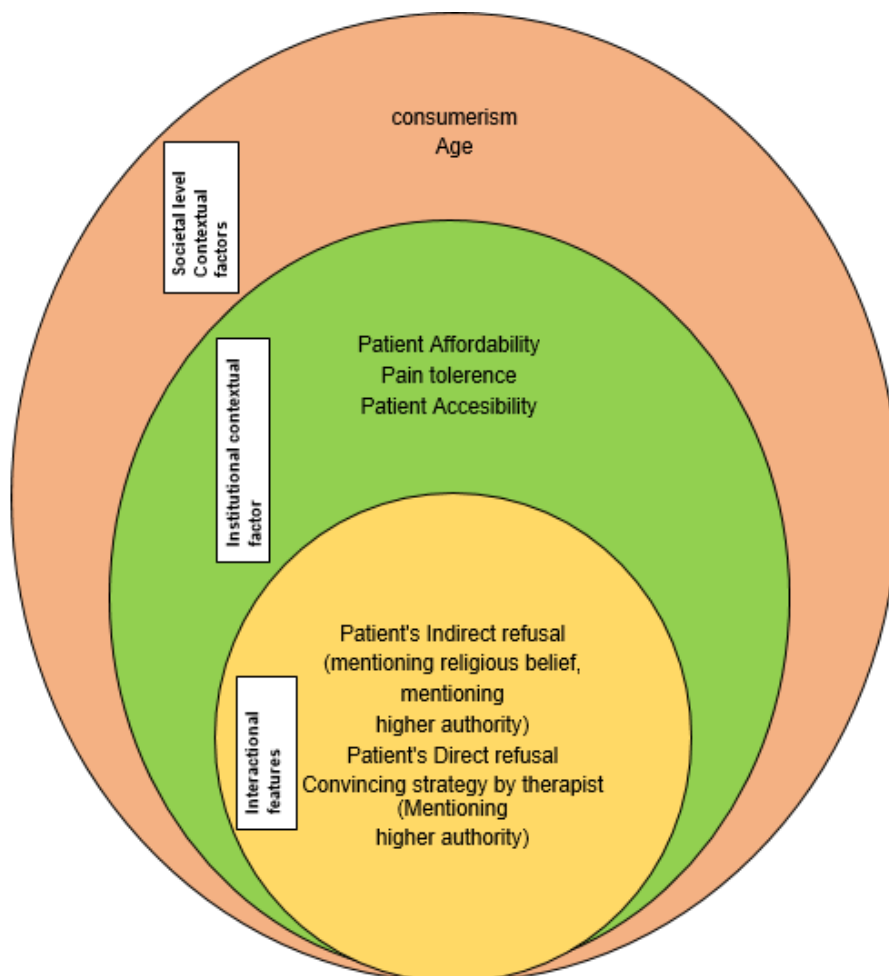 consumerism
Age
Societal level
Contextual
factors
Patient Affordability
Pain tolerence
Patient Accesibility
Institutional contextual
factor
Patient's Indirect refusal
(mentioning religious belief,
mentioning
higher authority)
Patient's Direct refusal
Convincing strategy by therapist
(Mentioning
higher authority)
Interactional
features